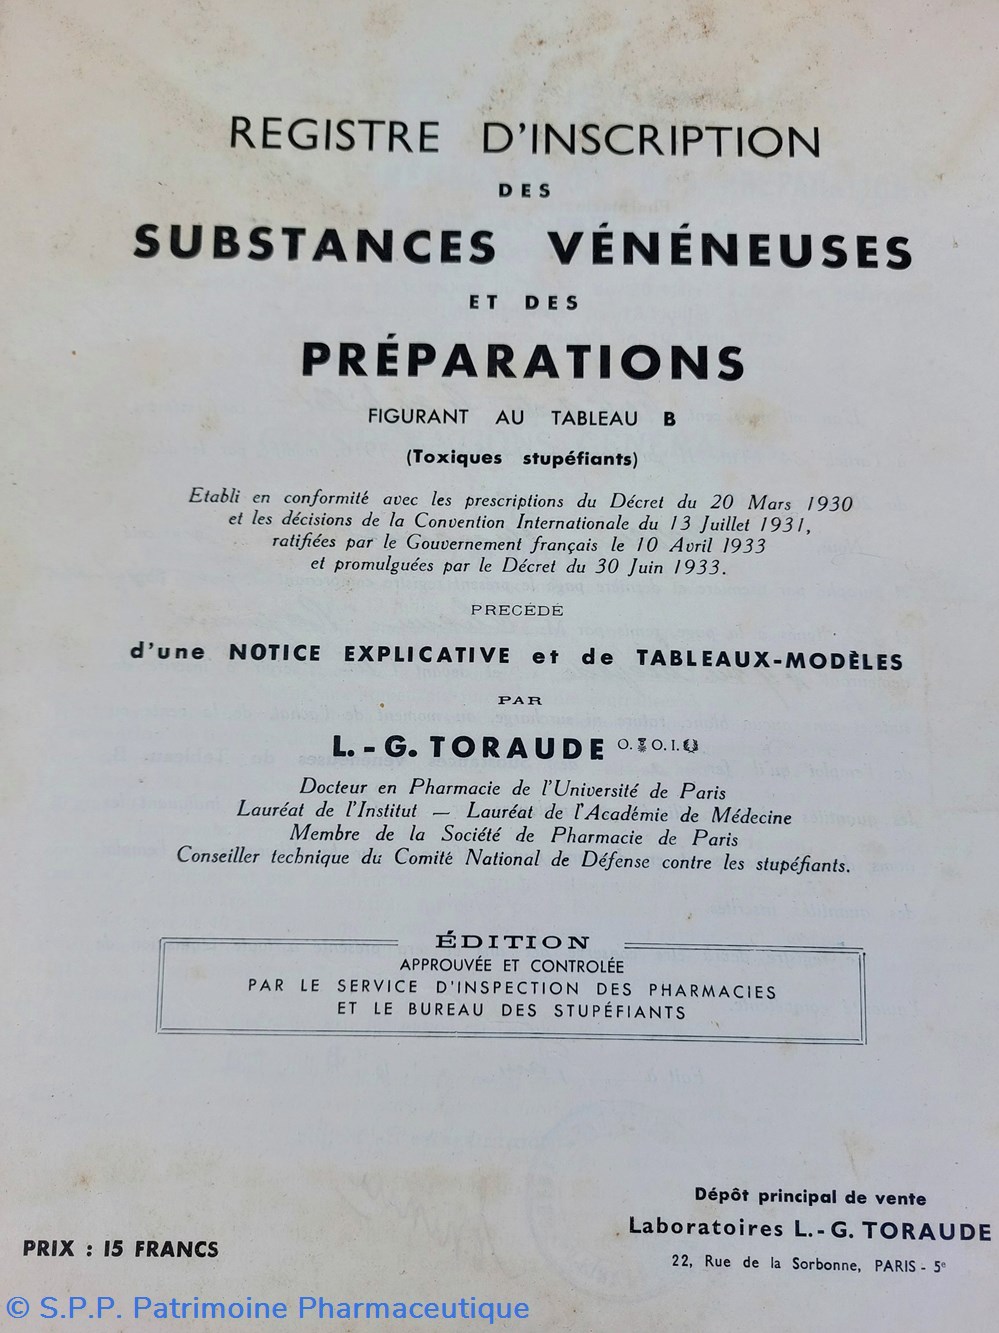 REGISTRE D'INSCRIPTION
DES
SUBSTANCES VÉNÉNEUSES
ET DES
PRÉPARATIONS
FIGURANT AU TABLEAU B
(Toxiques stupéfiants)
Etabli en conformité avec les prescriptions du Décret du 20 Mars 1930
et les décisions de la Convention Internationale du 13 Juillet 1931,
ratifiées par le Gouvernement français le 10 Avril 1933
et promulguées par le Décret du 30 Juin 1933.
PRECÉDÉ
d'une NOTICE EXPLICATIVE et de TABLEAUX-MODÈLES
PAR
L.-G. TORAUDE O. O. I.
Docteur en Pharmacie de l'Université de Paris
Lauréat de l'Institut — Lauréat de l'Académie de Médecine
Membre de la Société de Pharmacie de Paris
Conseiller technique du Comité National de Défense contre les stupéfiants.
ÉDITION
APPROUVÉE ET CONTROLÉE
PAR LE SERVICE D'INSPECTION DES PHARMACIES
ET LE BUREAU DES STUPÉFIANTS
Dépôt principal de vente
Laboratoires L.-G. TORAUDE
22, Rue de la Sorbonne, PARIS - 5e
PRIX : 15 FRANCS
© S.P.P. Patrimoine Pharmaceutique